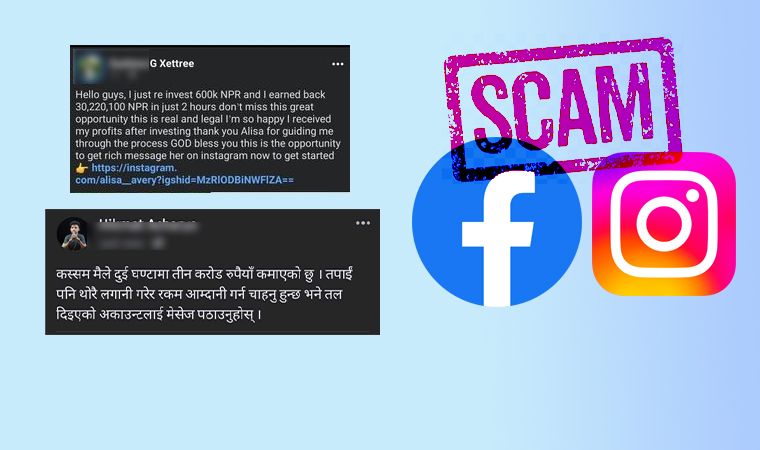 G Xettree
Hello guys, I just re invest 600k NPR and I earned back
30,220,100 NPR in just 2 hours don't miss this great
opportunity this is real and legal I'm so happy I received
my profits after investing thank you Alisa for guiding me
through the process GOD bless you this is the opportunity
to get rich message her on instagram now to get started
👉 https://instagram.
com/alisa__avery?igshid=MzRlODBiNWFlZA==
कस्सम मैले दुई घण्टामा तीन करोड रुपैयाँ कमाएको छु । तपाईं
पनि थोरै लगानी गरेर रकम आम्दानी गर्न चाहनु हुन्छ भने तल
दिइएको अकाउन्टलाई मेसेज पठाउनुहोस् ।
SCAM